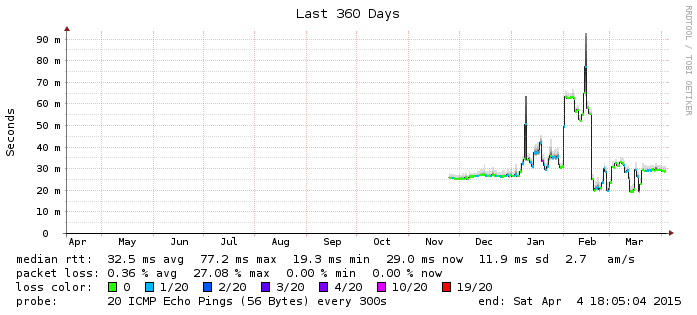 Last 360 Days
RRDTOOL / TOBI OETIKER
Seconds
90 m
80 m
70 m
60 m
50 m
40 m
30 m
20 m
10 m
0
Apr May Jun Jul Aug Sep Oct Nov Dec Jan Feb Mar
median rtt: 32.5 ms avg 77.2 ms max 19.3 ms min 29.0 ms now 11.9 ms sd 2.7 am/s
packet loss: 0.36 % avg 27.08 % max 0.00 % min 0.00 % now
loss color: 0 1/20 2/20 3/20 4/20 10/20 19/20
probe: 20 ICMP Echo Pings (56 Bytes) every 300s end: Sat Apr 4 18:05:04 2015